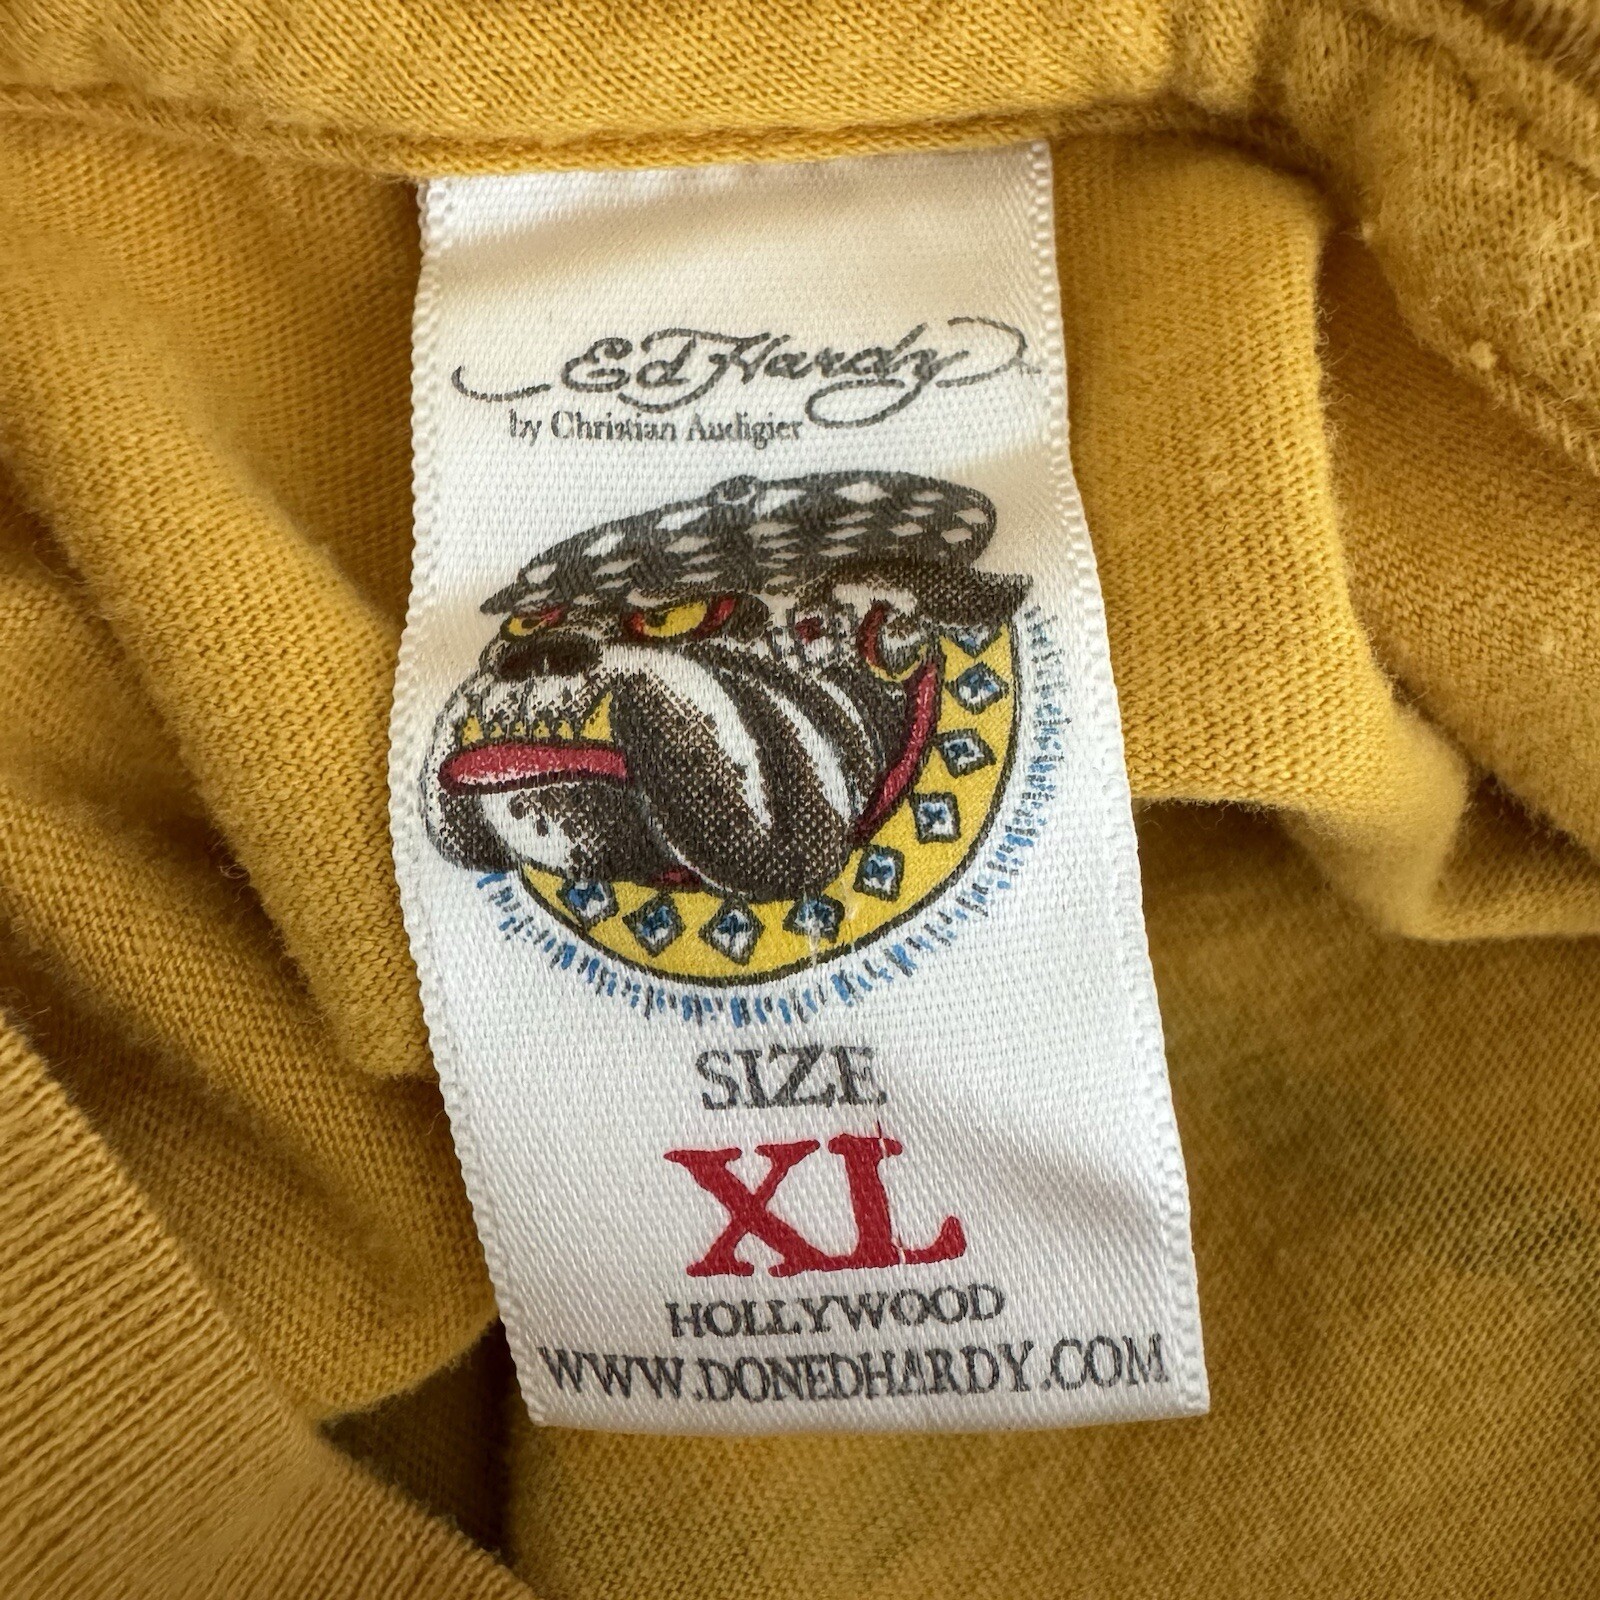 Ed Hardy
by Christian Audigier
SIZE
XL
HOLLYWOOD
WWW.DONEDHARDY.COM